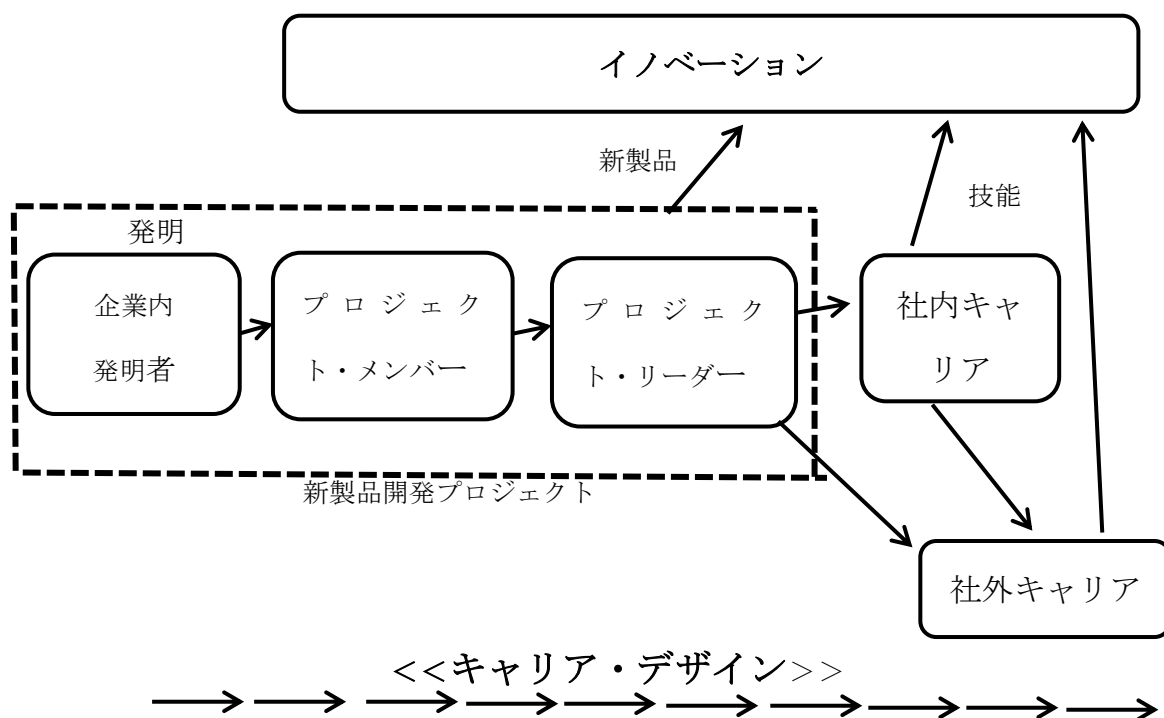 イノベーション
新製品
技能
発明
企業内
発明者
プロジェク
ト・メンバー
プロジェク
ト・リーダー
社内キャ
リア
新製品開発プロジェクト
社外キャリア
<<キャリア・デザイン>>